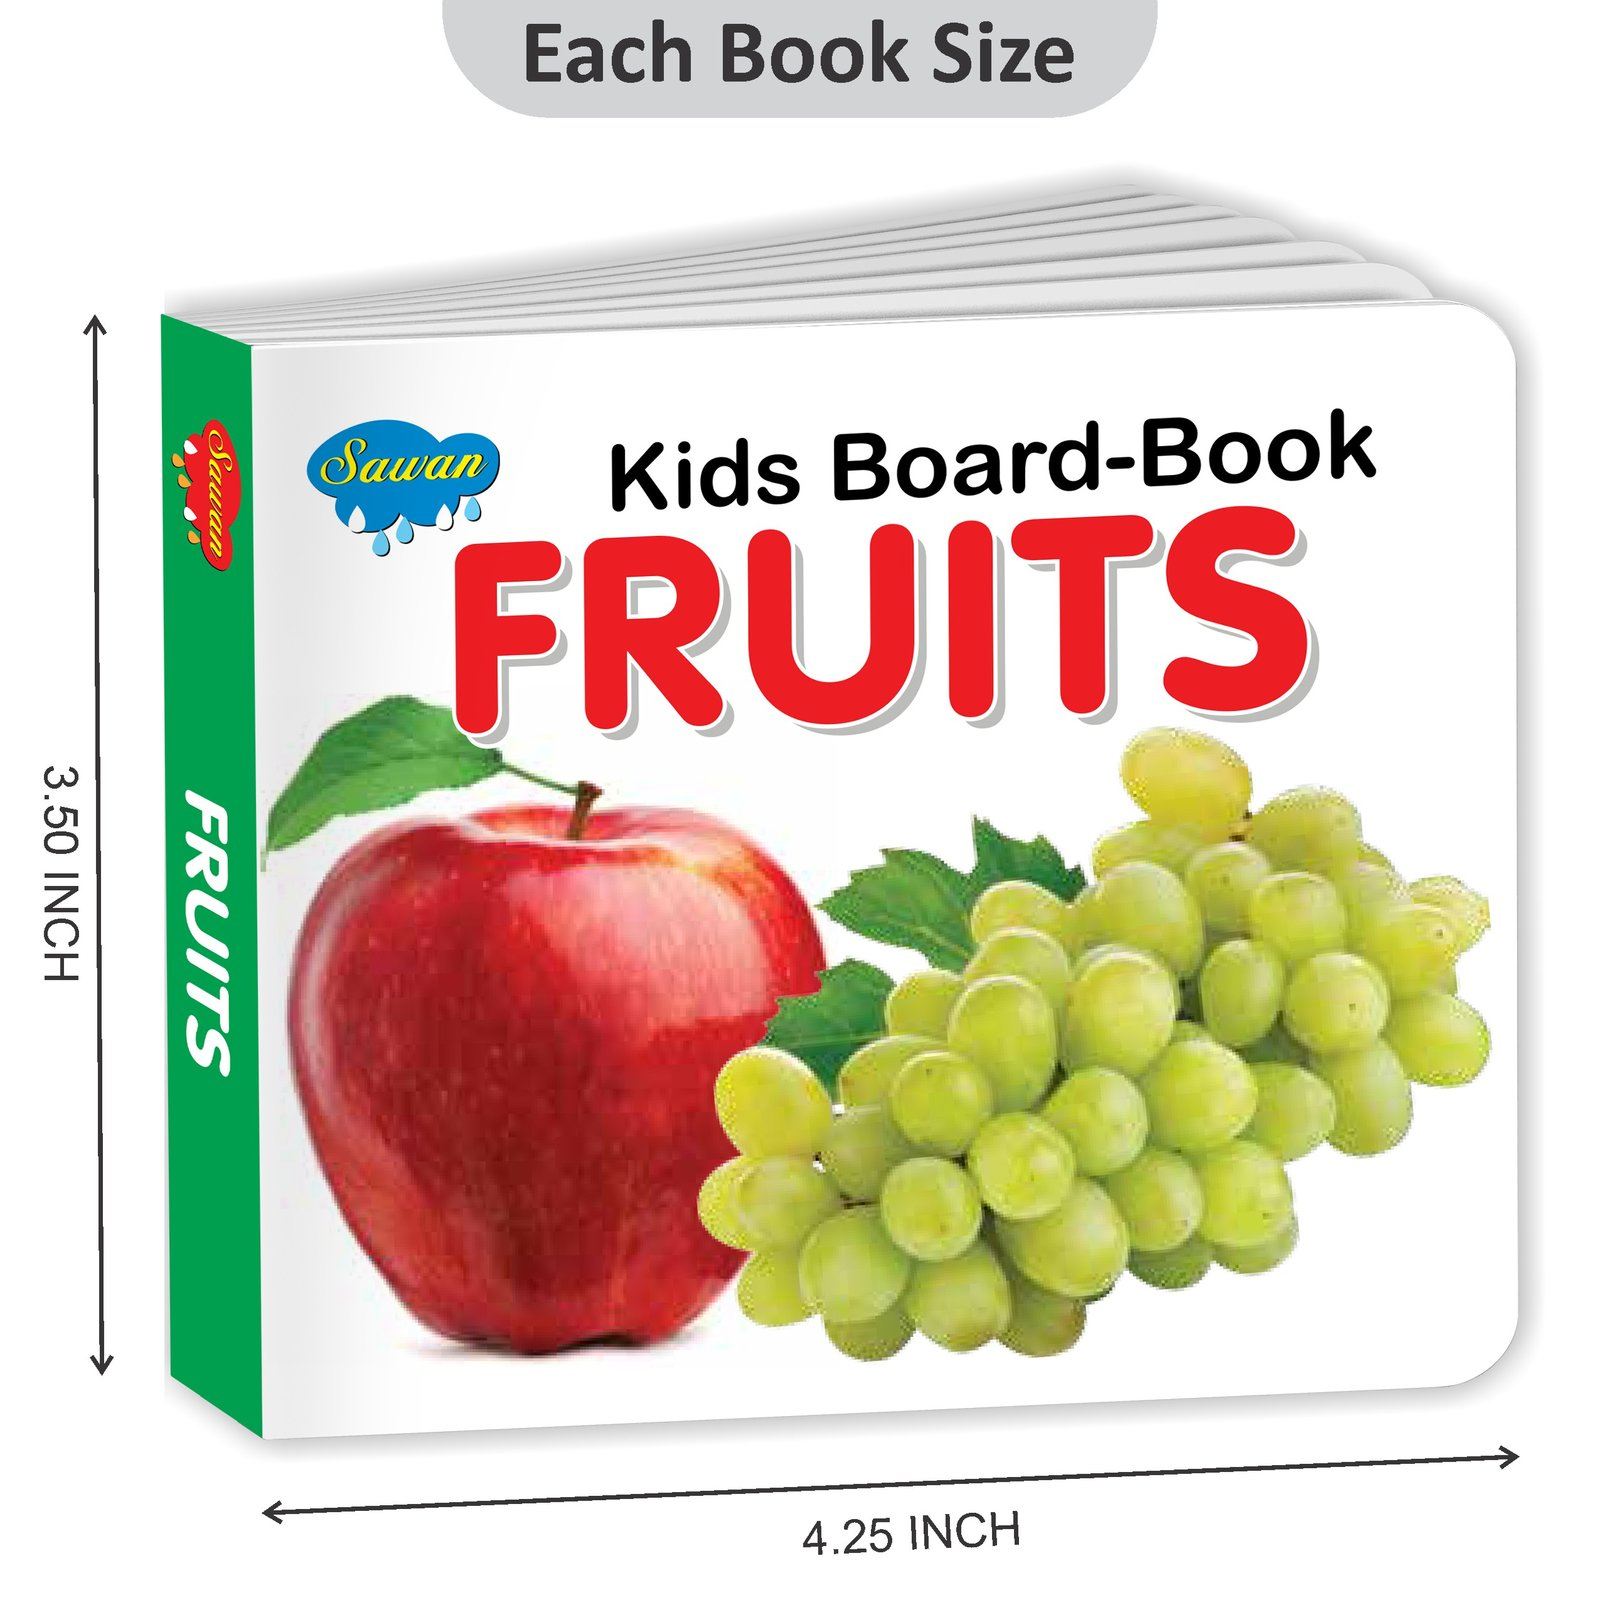 Each Book Size
Sawan
Kids Board-Book
FRUITS
Sawan
FRUITS
3.50 INCH
4.25 INCH